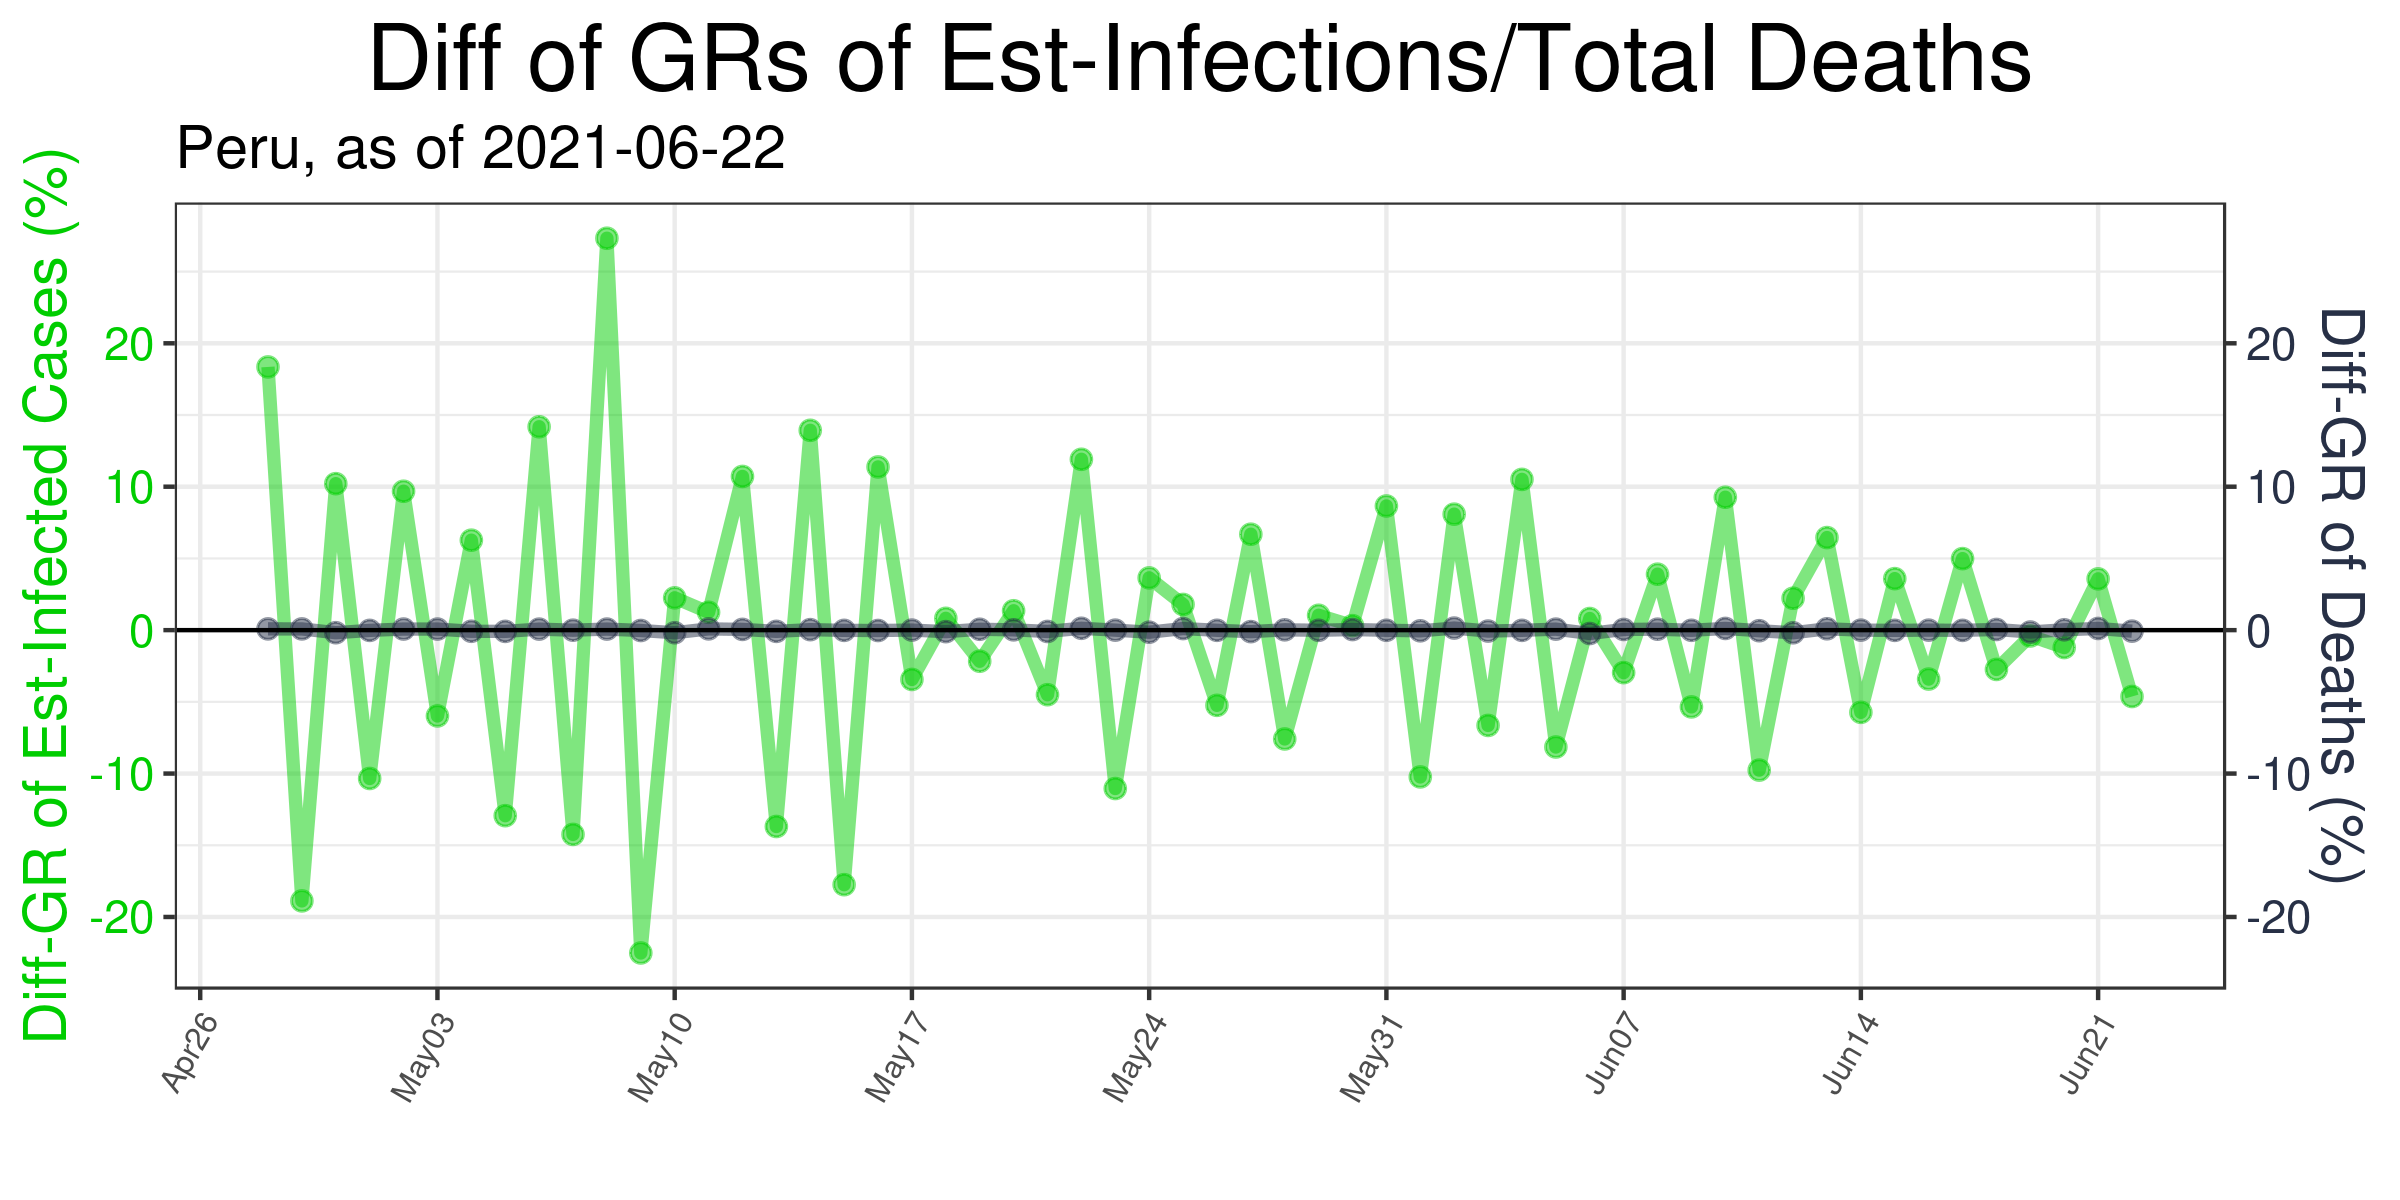 Diff of GRs of Est-Infections/Total Deaths
Peru, as of 2021-06-22
Diff-GR of Est-Infected Cases (%)
20
10
0
-10
-20
20
10
0
-10
-20
Diff-GR of Deaths (%)
Apr26
May03
May10
May17
May24
May31
Jun07
Jun14
Jun21